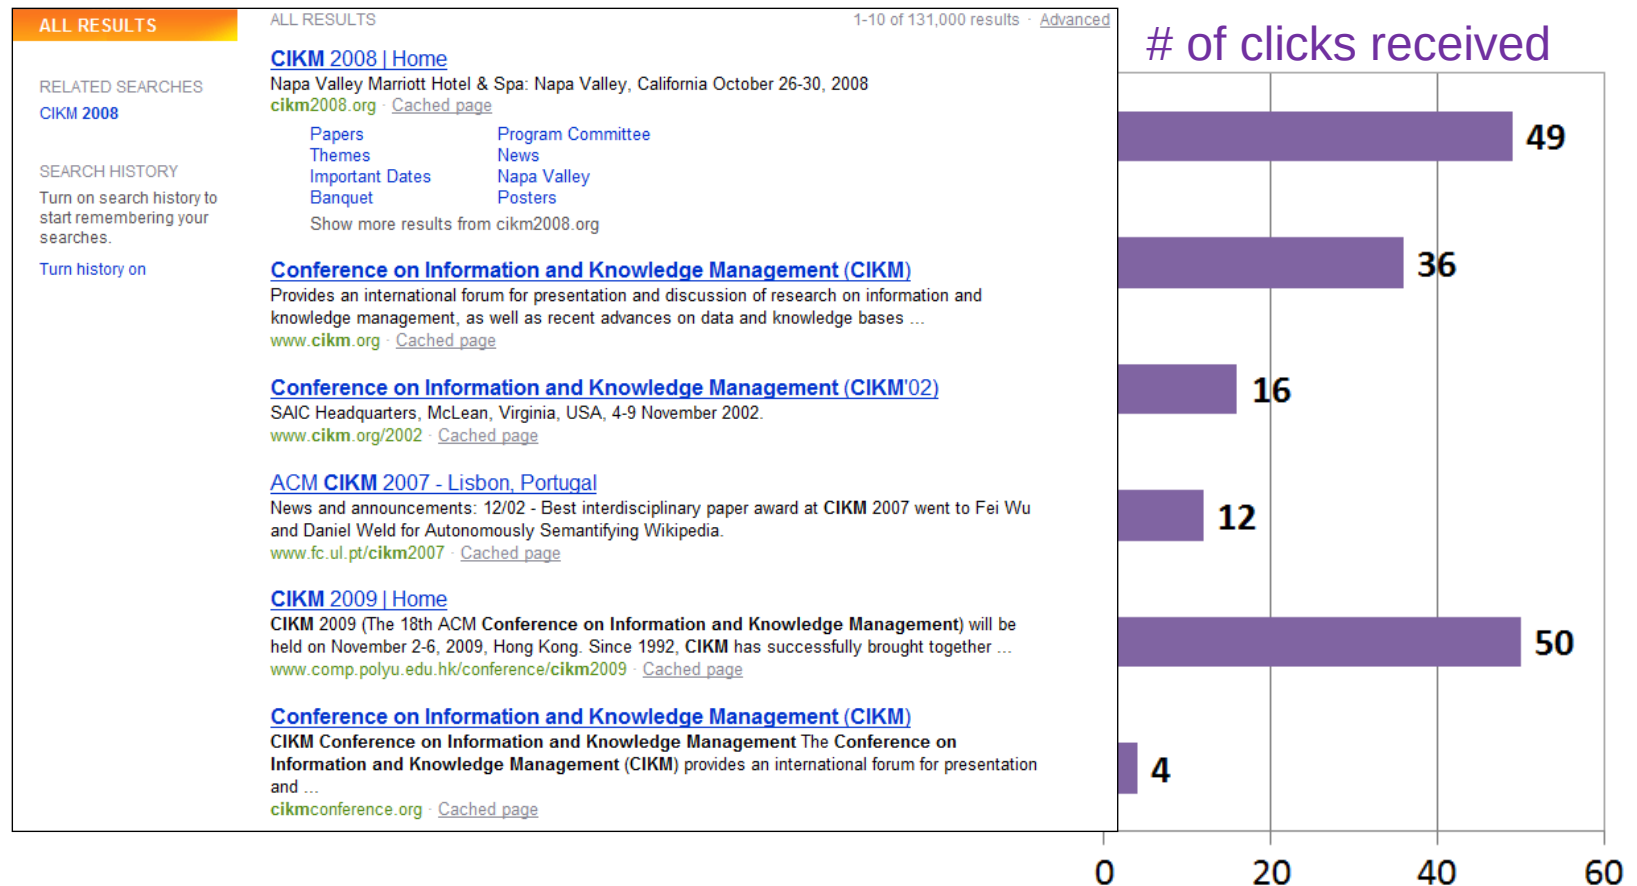 ALL RESULTS
RELATED SEARCHES
CIKM 2008
SEARCH HISTORY
Turn on search history to
start remembering your
searches.
Turn history on
ALL RESULTS
1-10 of 131,000 results · Advanced
CIKM 2008 | Home
Napa Valley Marriott Hotel & Spa: Napa Valley, California October 26-30, 2008
cikm2008.org · Cached page
Papers Program Committee
Themes News
Important Dates Napa Valley
Banquet Posters
Show more results from cikm2008.org
Conference on Information and Knowledge Management (CIKM)
Provides an international forum for presentation and discussion of research on information and
knowledge management, as well as recent advances on data and knowledge bases ...
www.cikm.org · Cached page
Conference on Information and Knowledge Management (CIKM'02)
SAIC Headquarters, McLean, Virginia, USA, 4-9 November 2002.
www.cikm.org/2002 · Cached page
ACM CIKM 2007 - Lisbon, Portugal
News and announcements: 12/02 - Best interdisciplinary paper award at CIKM 2007 went to Fei Wu
and Daniel Weld for Autonomously Semantifying Wikipedia.
www.fc.ul.pt/cikm2007 · Cached page
CIKM 2009 | Home
CIKM 2009 (The 18th ACM Conference on Information and Knowledge Management) will be
held on November 2-6, 2009, Hong Kong. Since 1992, CIKM has successfully brought together ...
www.comp.polyu.edu.hk/conference/cikm2009 · Cached page
Conference on Information and Knowledge Management (CIKM)
CIKM Conference on Information and Knowledge Management The Conference on
Information and Knowledge Management (CIKM) provides an international forum for presentation
and ...
cikmconference.org · Cached page
# of clicks received
49
36
16
12
50
4
0 20 40 60